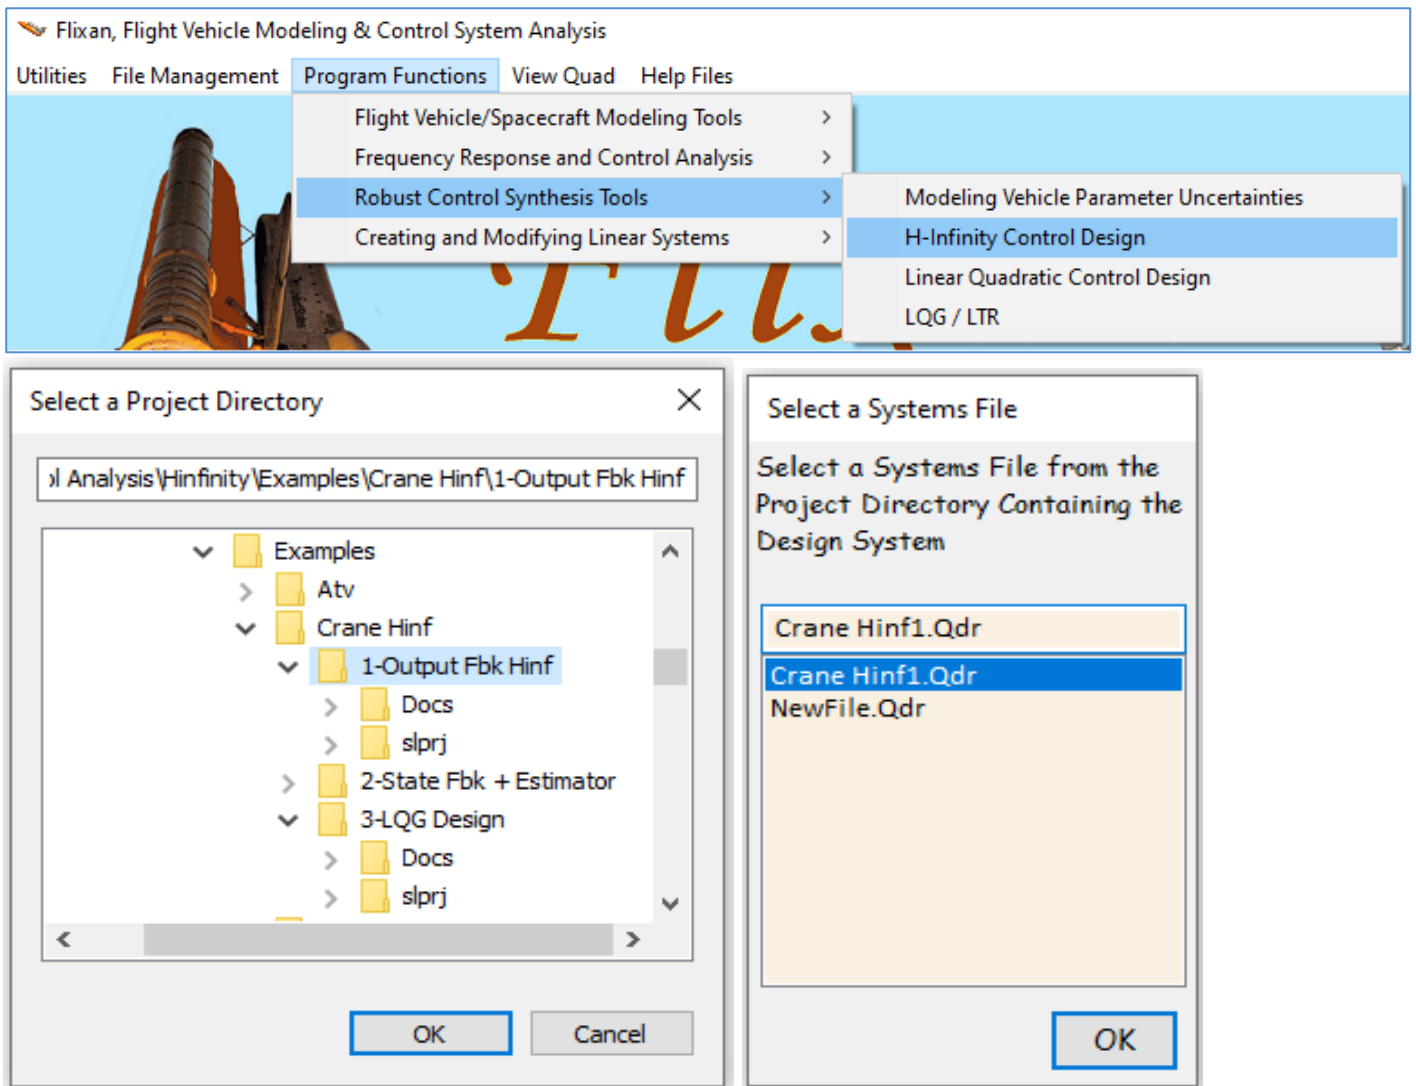 Flixan, Flight Vehicle Modeling & Control System Analysis
Utilities File Management Program Functions View Quad Help Files
Flight Vehicle/Spacecraft Modeling Tools
Frequency Response and Control Analysis
Robust Control Synthesis Tools
Creating and Modifying Linear Systems
Modeling Vehicle Parameter Uncertainties
H-Infinity Control Design
Linear Quadratic Control Design
LQG / LTR
Select a Project Directory
ol Analysis\Hinfinity\Examples\Crane Hinf\1-Output Fbk Hinf
Examples
Atv
Crane Hinf
1-Output Fbk Hinf
Docs
slprj
2-State Fbk + Estimator
3-LQG Design
Docs
slprj
OK Cancel
Select a Systems File
Select a Systems File from the
Project Directory Containing the
Design System
Crane Hinf1.Qdr
Crane Hinf1.Qdr
NewFile.Qdr
OK